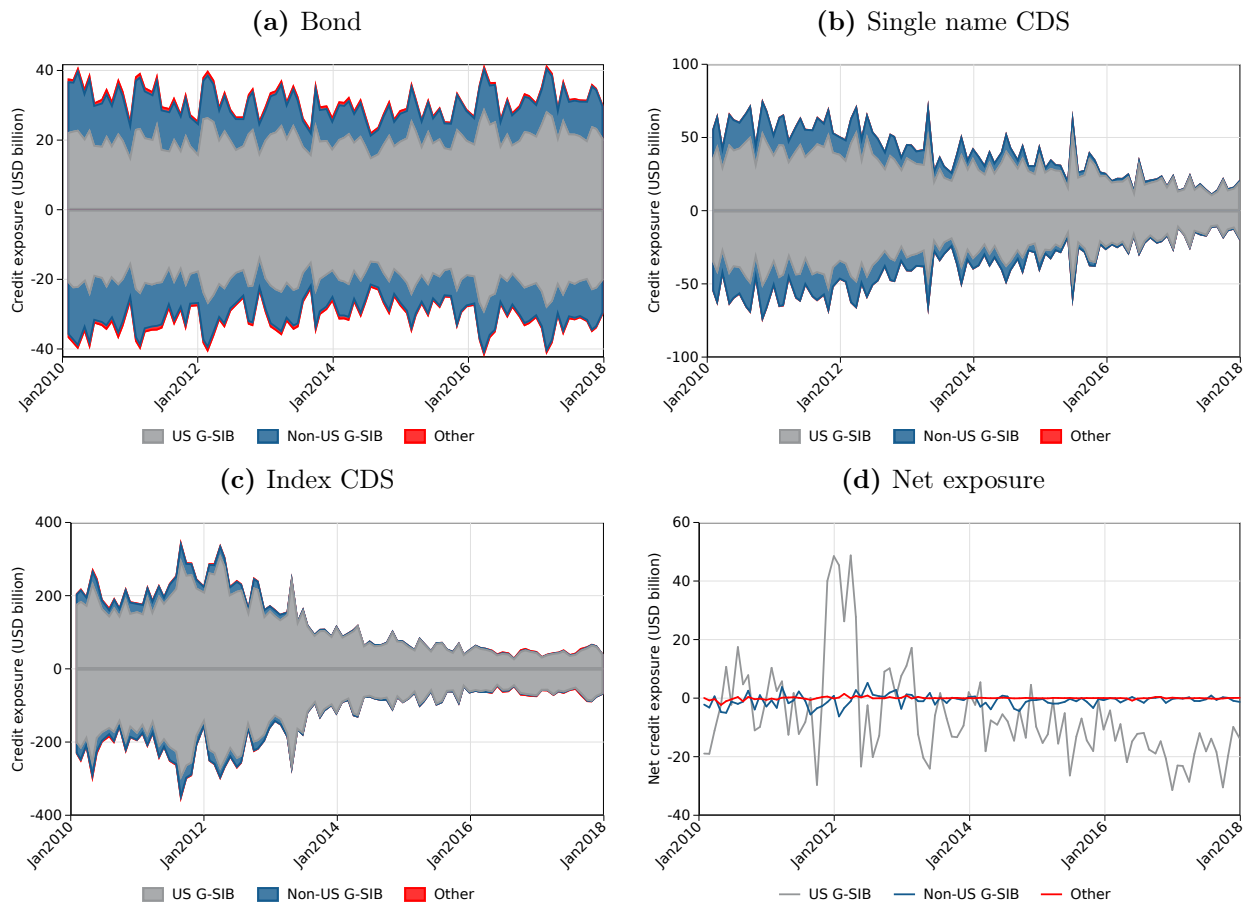 (a) Bond
Credit exposure (USD billion)
40
20
0
-20
-40
Jan2010
Jan2012
Jan2014
Jan2016
Jan2018
US G-SIB
Non-US G-SIB
Other
(b) Single name CDS
Credit exposure (USD billion)
100
50
0
-50
-100
Jan2010
Jan2012
Jan2014
Jan2016
Jan2018
US G-SIB
Non-US G-SIB
Other
(c) Index CDS
Credit exposure (USD billion)
400
200
0
-200
-400
Jan2010
Jan2012
Jan2014
Jan2016
Jan2018
US G-SIB
Non-US G-SIB
Other
(d) Net exposure
Net credit exposure (USD billion)
60
40
20
0
-20
-40
Jan2010
Jan2012
Jan2014
Jan2016
Jan2018
US G-SIB
Non-US G-SIB
Other